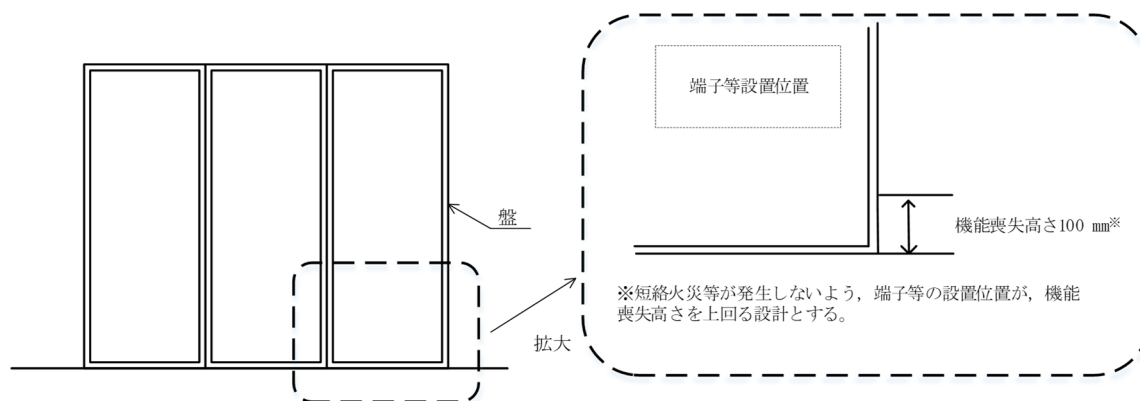 端子等設置位置
盤
機能喪失高さ100 mm※
※短絡火災等が発生しないよう，端子等の設置位置が，機能
喪失高さを上回る設計とする。
拡大